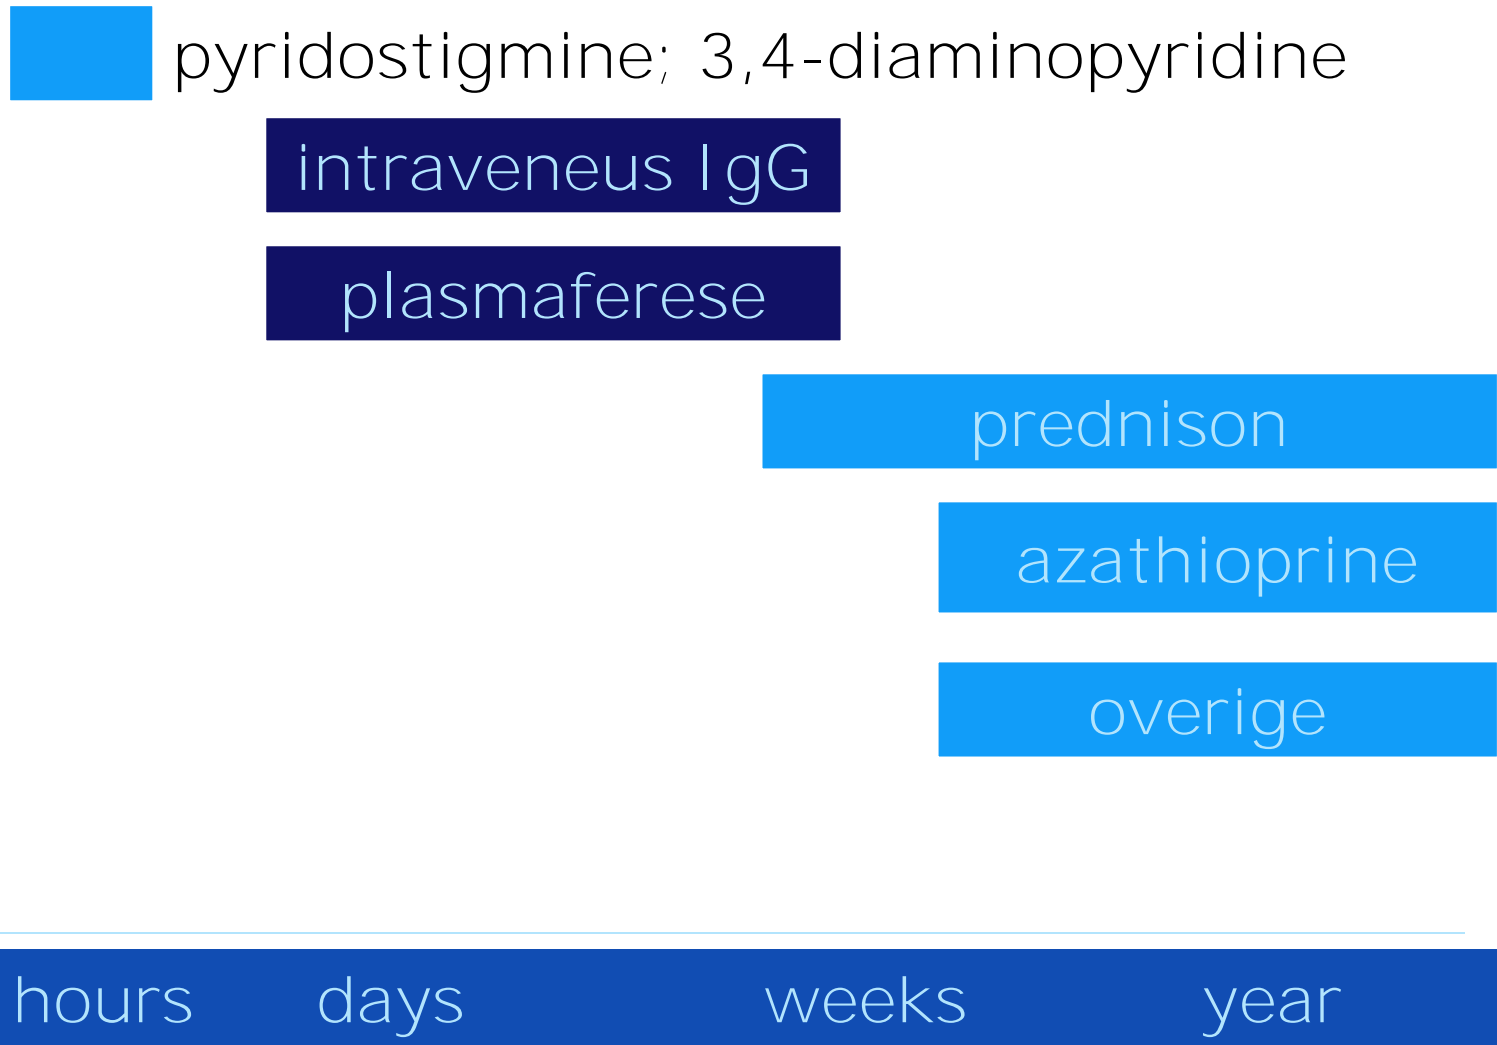 pyridostigmine; 3,4-diaminopyridine
intraveneus IgG
plasmaferese
prednison
azathioprine
overige
hours days weeks year